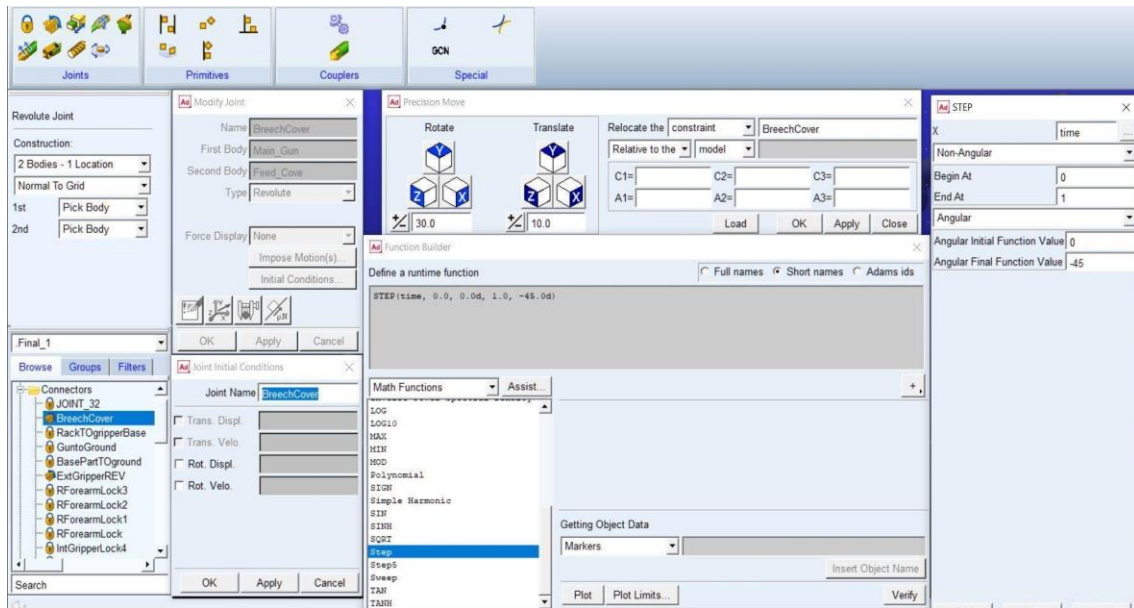 GCN
Joints
Primitives
Couplers
Special
Revolute Joint
Construction:
2 Bodies - 1 Location
Normal To Grid
1st Pick Body
2nd Pick Body
Ad Modify Joint
Name BreechCover
First Body Main_Gun
Second Body Feed_Cove
Type Revolute
Force Display None
Impose Motion(s)...
Initial Conditions...
OK Apply Cancel
Ad Precision Move
Rotate Translate
Relocate the constraint BreechCover
Relative to the model
C1= C2= C3=
A1= A2= A3=
Y Z X Y Z X
+/- 30.0 +/- 10.0
Load OK Apply Close
Ad STEP
X time ...
Non-Angular
Begin At 0
End At 1
Angular
Angular Initial Function Value 0
Angular Final Function Value -45
Ad Function Builder
Define a runtime function
Full names Short names Adams ids
STEP(time, 0.0, 0.0d, 1.0, -45.0d)
Math Functions Assist...
+
LOG
LOG10
MAX
MIN
MOD
Polynomial
SIGN
Simple Harmonic
SIN
SINH
SQRT
Step
Step5
Sweep
TAN
TANH
Getting Object Data
Markers
Insert Object Name
Plot Plot Limits... Verify
.Final_1
Browse Groups Filters
Connectors
JOINT_32
BreechCover
RackTOgripperBase
GuntoGround
BasePartTOground
ExtGripperREV
RForearmLock3
RForearmLock2
RForearmLock1
RForearmLock
IntGripperLock4
Search
Ad Joint Initial Conditions
Joint Name BreechCover
Trans. Displ.
Trans. Velo.
Rot. Displ.
Rot. Velo.
OK Apply Cancel